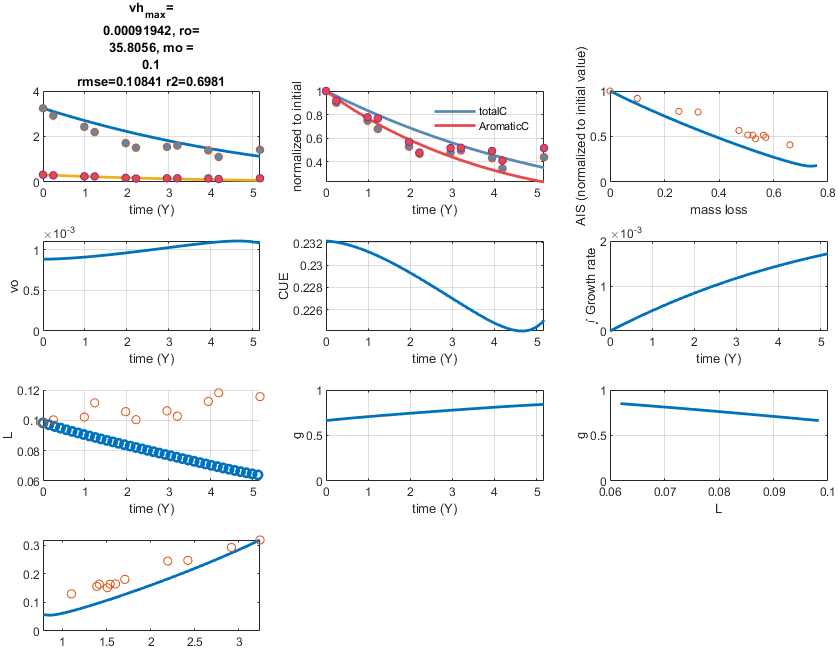 vh_max=
0.00091942, ro=
35.8056, mo =
0.1
rmse=0.10841 r2=0.6981
4
2
0
0 1 2 3 4 5
time (Y)
normalized to initial
1
0.8
0.6
0.4
totalC
AromaticC
0 1 2 3 4 5
time (Y)
AIS (normalized to initial value)
1
0.5
0
0 0.2 0.4 0.6 0.8
mass loss
×10^-3
vo
1
0.5
0
0 1 2 3 4 5
time (Y)
CUE
0.232
0.23
0.228
0.226
0 1 2 3 4 5
time (Y)
×10^-3
∫ Growth rate
2
1
0
0 1 2 3 4 5
time (Y)
L
0.12
0.1
0.08
0.06
0 1 2 3 4 5
time (Y)
g
1
0.5
0
0 1 2 3 4 5
time (Y)
g
1
0.5
0
0.06 0.07 0.08 0.09 0.1
L
0.3
0.2
0.1
0
1 1.5 2 2.5 3